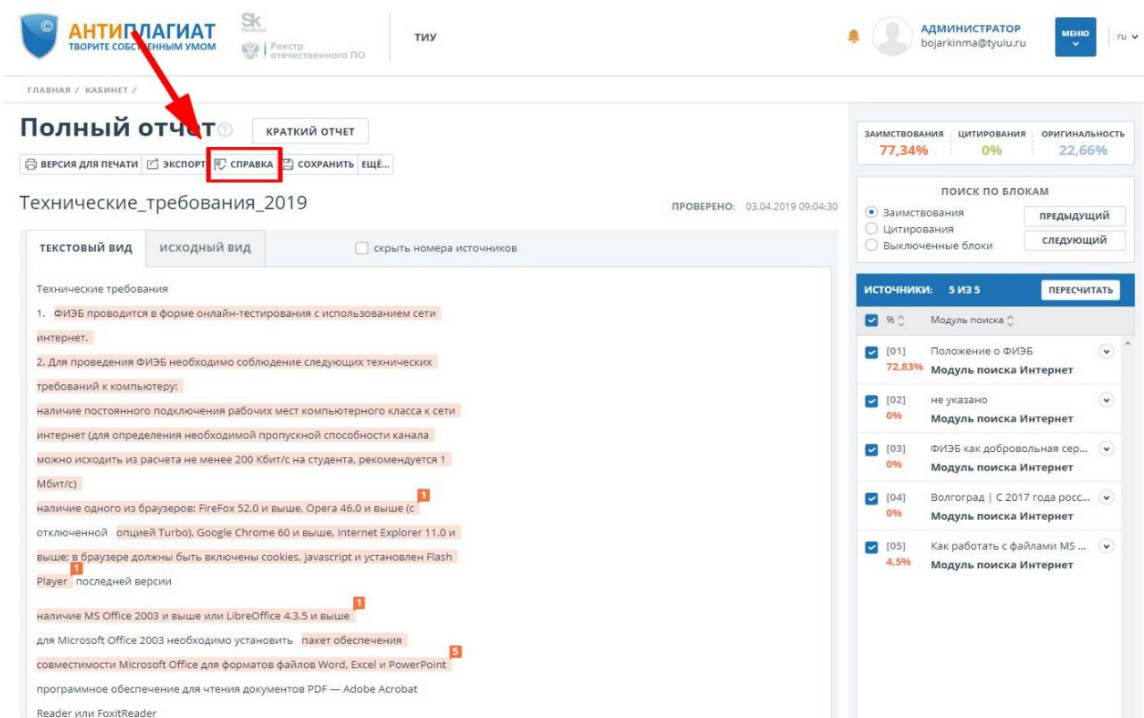 ©
АНТИПЛАГИАТ
ТВОРИТЕ СОБСТВЕННЫМ УМОМ
Sk
Реестр
отечественного ПО
ТИУ
АДМИНИСТРАТОР
bojarkinma@tyuiu.ru
МЕНЮ
ru
ГЛАВНАЯ / КАБИНЕТ /
Полный отчет ?
КРАТКИЙ ОТЧЕТ
ВЕРСИЯ ДЛЯ ПЕЧАТИ ЭКСПОРТ СПРАВКА СОХРАНИТЬ ЕЩЁ...
Технические_требования_2019
ПРОВЕРЕНО: 03.04.2019 09:04:30
ТЕКСТОВЫЙ ВИД ИСХОДНЫЙ ВИД скрыть номера источников
Технические требования
1. ФИЭБ проводится в форме онлайн-тестирования с использованием сети
интернет.
2. Для проведения ФИЭБ необходимо соблюдение следующих технических
требований к компьютеру:
наличие постоянного подключения рабочих мест компьютерного класса к сети
интернет (для определения необходимой пропускной способности канала
можно исходить из расчета не менее 200 Кбит/с на студента, рекомендуется 1
Мбит/с)
1
наличие одного из браузеров: FireFox 52.0 и выше, Opera 46.0 и выше (с
отключенной опцией Turbo), Google Chrome 60 и выше, Internet Explorer 11.0 и
выше; в браузере должны быть включены cookies, javascript и установлен Flash
1
Player последней версии
1
наличие MS Office 2003 и выше или LibreOffice 4.3.5 и выше
для Microsoft Office 2003 необходимо установить пакет обеспечения
5
совместимости Microsoft Office для форматов файлов Word, Excel и PowerPoint
программное обеспечение для чтения документов PDF — Adobe Acrobat
Reader или FoxitReader
ЗАИМСТВОВАНИЯ ЦИТИРОВАНИЯ ОРИГИНАЛЬНОСТЬ
77,34% 0% 22,66%
ПОИСК ПО БЛОКАМ
Заимствования
Цитирования
Выключенные блоки
ПРЕДЫДУЩИЙ
СЛЕДУЮЩИЙ
ИСТОЧНИКИ: 5 ИЗ 5 ПЕРЕСЧИТАТЬ
% Модуль поиска
[01] Положение о ФИЭБ
72,83% Модуль поиска Интернет
[02] не указано
0% Модуль поиска Интернет
[03] ФИЭБ как добровольная сер...
0% Модуль поиска Интернет
[04] Волгоград | С 2017 года росс...
0% Модуль поиска Интернет
[05] Как работать с файлами MS ...
4,5% Модуль поиска Интернет